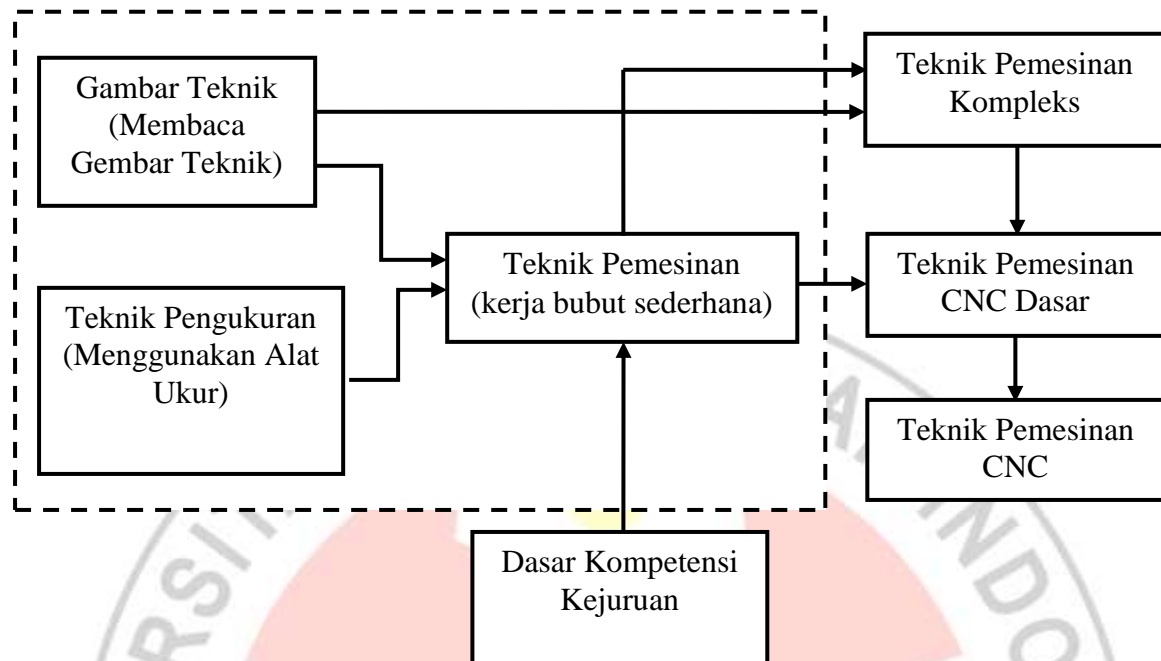 Gambar Teknik
(Membaca
Gembar Teknik)
Teknik Pengukuran
(Menggunakan Alat
Ukur)
Teknik Pemesinan
(kerja bubut sederhana)
Dasar Kompetensi
Kejuruan
Teknik Pemesinan
Kompleks
Teknik Pemesinan
CNC Dasar
Teknik Pemesinan
CNC